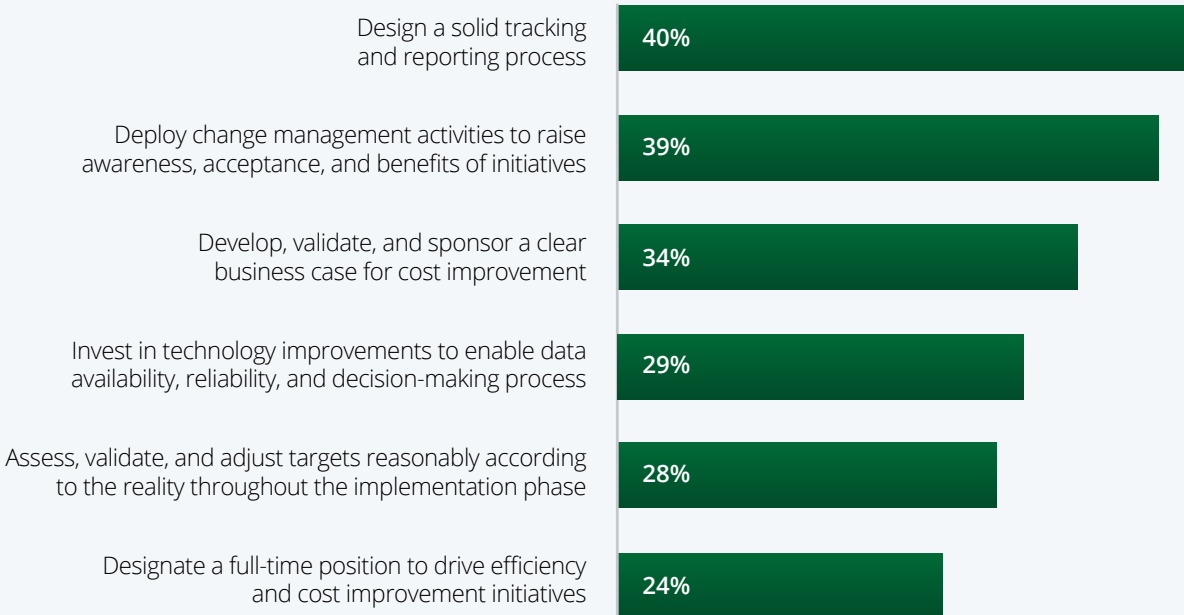 Design a solid tracking
and reporting process
40%
Deploy change management activities to raise
awareness, acceptance, and benefits of initiatives
39%
Develop, validate, and sponsor a clear
business case for cost improvement
34%
Invest in technology improvements to enable data
availability, reliability, and decision-making process
29%
Assess, validate, and adjust targets reasonably according
to the reality throughout the implementation phase
28%
Designate a full-time position to drive efficiency
and cost improvement initiatives
24%